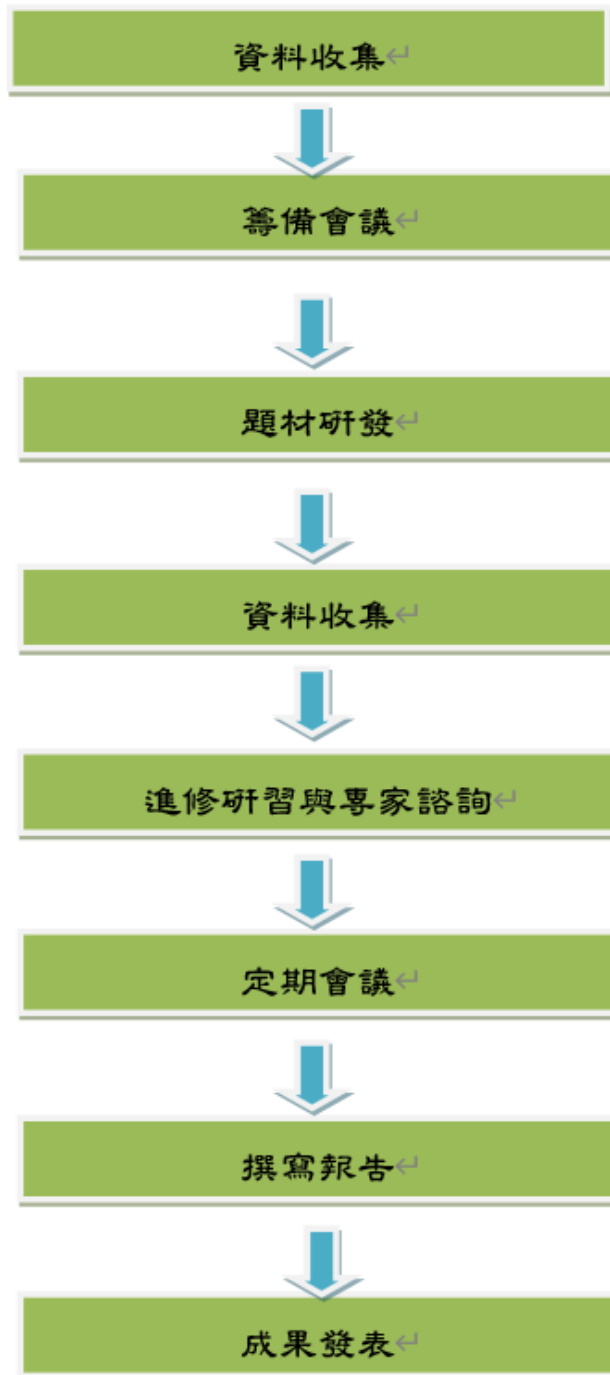 資料收集
籌備會議
題材研發
資料收集
進修研習與專家諮詢
定期會議
撰寫報告
成果發表